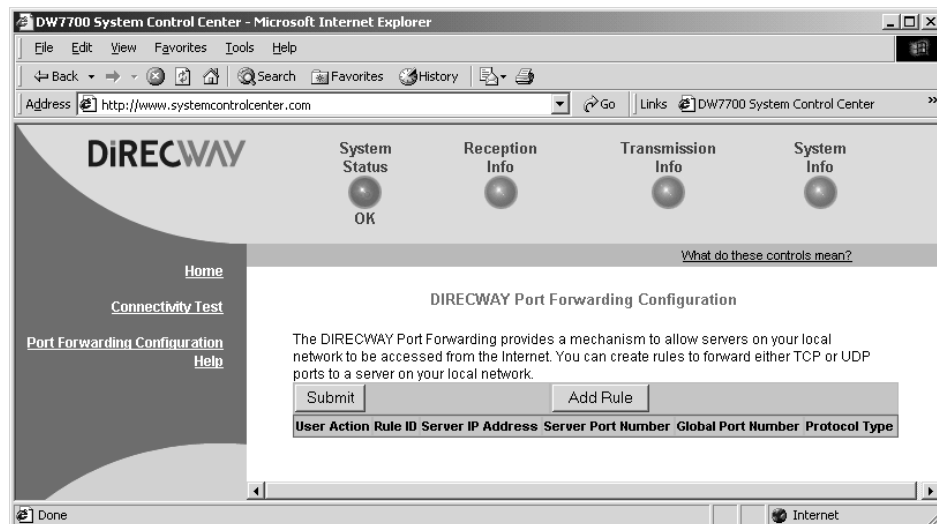 DW7700 System Control Center - Microsoft Internet Explorer
File Edit View Favorites Tools Help
Back Search Favorites History
Address http://www.systemcontrolcenter.com Go Links DW7700 System Control Center »
DIRECWAY
System Status
OK
Reception Info
Transmission Info
System Info
What do these controls mean?
Home
Connectivity Test
Port Forwarding Configuration
Help
DIRECWAY Port Forwarding Configuration
The DIRECWAY Port Forwarding provides a mechanism to allow servers on your local
network to be accessed from the Internet. You can create rules to forward either TCP or UDP
ports to a server on your local network.
Submit Add Rule
User Action Rule ID Server IP Address Server Port Number Global Port Number Protocol Type
Done Internet